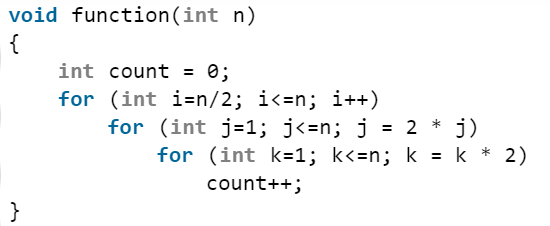 void function(int n)
{
    int count = 0;
    for (int i=n/2; i<=n; i++)
        for (int j=1; j<=n; j = 2 * j)
            for (int k=1; k<=n; k = k * 2)
                count++;
}